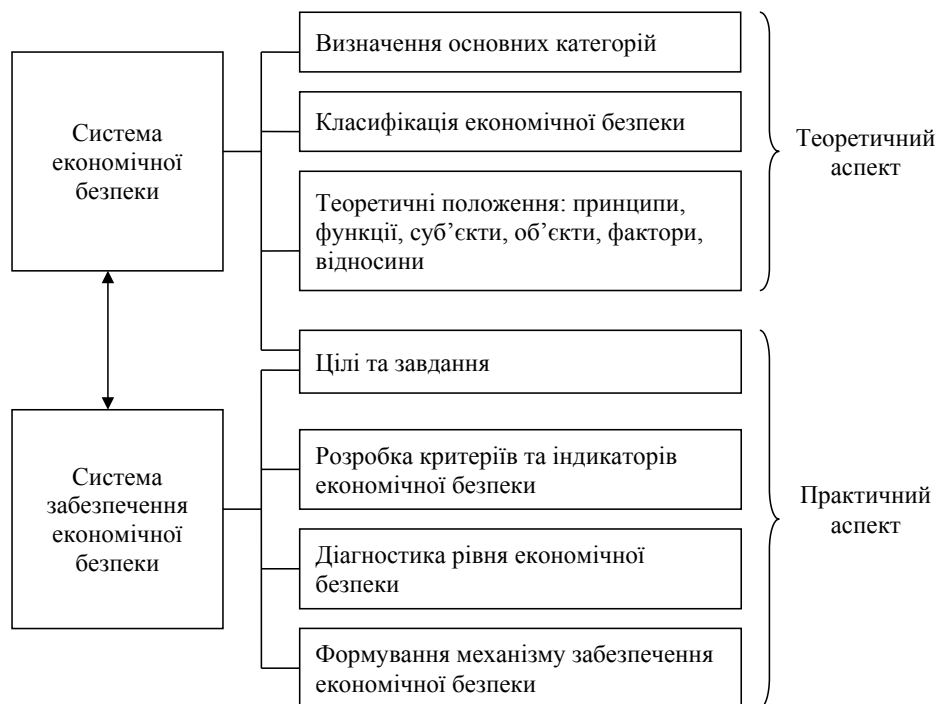 Система
економічної
безпеки
Визначення основних категорій
Класифікація економічної безпеки
Теоретичні положення: принципи,
функції, суб’єкти, об’єкти, фактори,
відносини
Теоретичний
аспект
Система
забезпечення
економічної
безпеки
Цілі та завдання
Розробка критеріїв та індикаторів
економічної безпеки
Діагностика рівня економічної
безпеки
Формування механізму забезпечення
економічної безпеки
Практичний
аспект